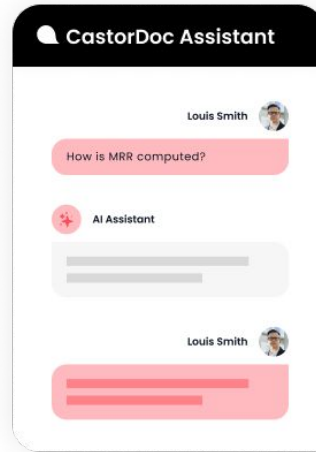 CastorDoc Assistant
Louis Smith
How is MRR computed?
AI Assistant
Louis Smith